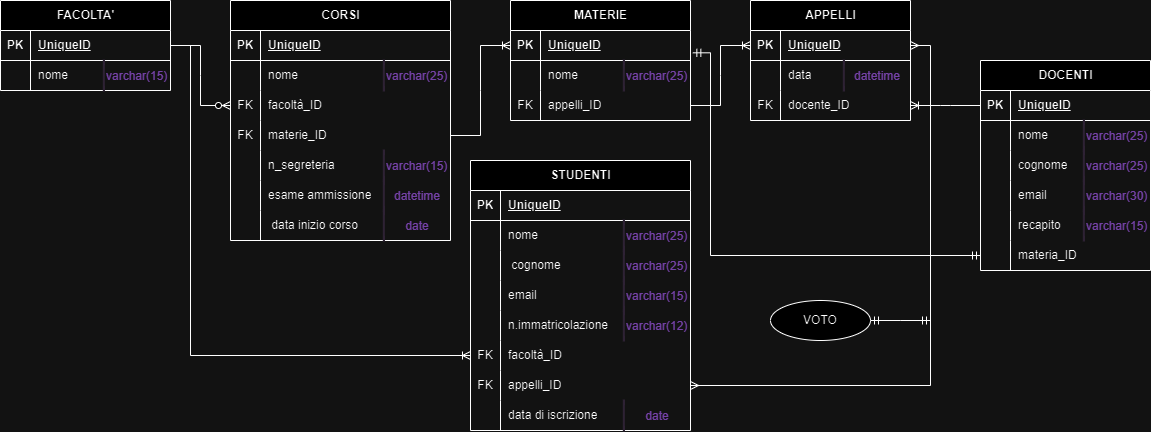 FACOLTA'
PK UniqueID
nome varchar(15)
CORSI
PK UniqueID
nome varchar(25)
FK facoltà_ID
FK materie_ID
n_segreteria varchar(15)
esame ammissione datetime
data inizio corso date
MATERIE
PK UniqueID
nome varchar(25)
FK appelli_ID
APPELLI
PK UniqueID
data datetime
FK docente_ID
DOCENTI
PK UniqueID
nome varchar(25)
cognome varchar(25)
email varchar(30)
recapito varchar(15)
materia_ID
STUDENTI
PK UniqueID
nome varchar(25)
cognome varchar(25)
email varchar(15)
n.immatricolazione varchar(12)
FK facoltà_ID
FK appelli_ID
data di iscrizione date
VOTO